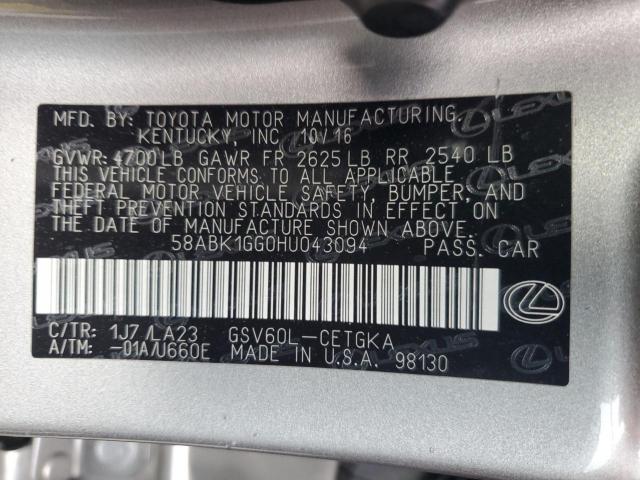 MFD. BY: TOYOTA MOTOR MANUFACTURING,
KENTUCKY, INC. 10/16
GVWR: 4700LB GAWR FR 2625LB RR 2540 LB
THIS VEHICLE CONFORMS TO ALL APPLICABLE
FEDERAL MOTOR VEHICLE SAFETY, BUMPER, AND
THEFT PREVENTION STANDARDS IN EFFECT ON
THE DATE OF MANUFACTURE SHOWN ABOVE.
58ABK1GG0HU043094 PASS. CAR
C/TR: 1J7/LA23 GSV60L-CETGKA
A/TM: -01A/U660E MADE IN U.S.A. 98130
LEXUS